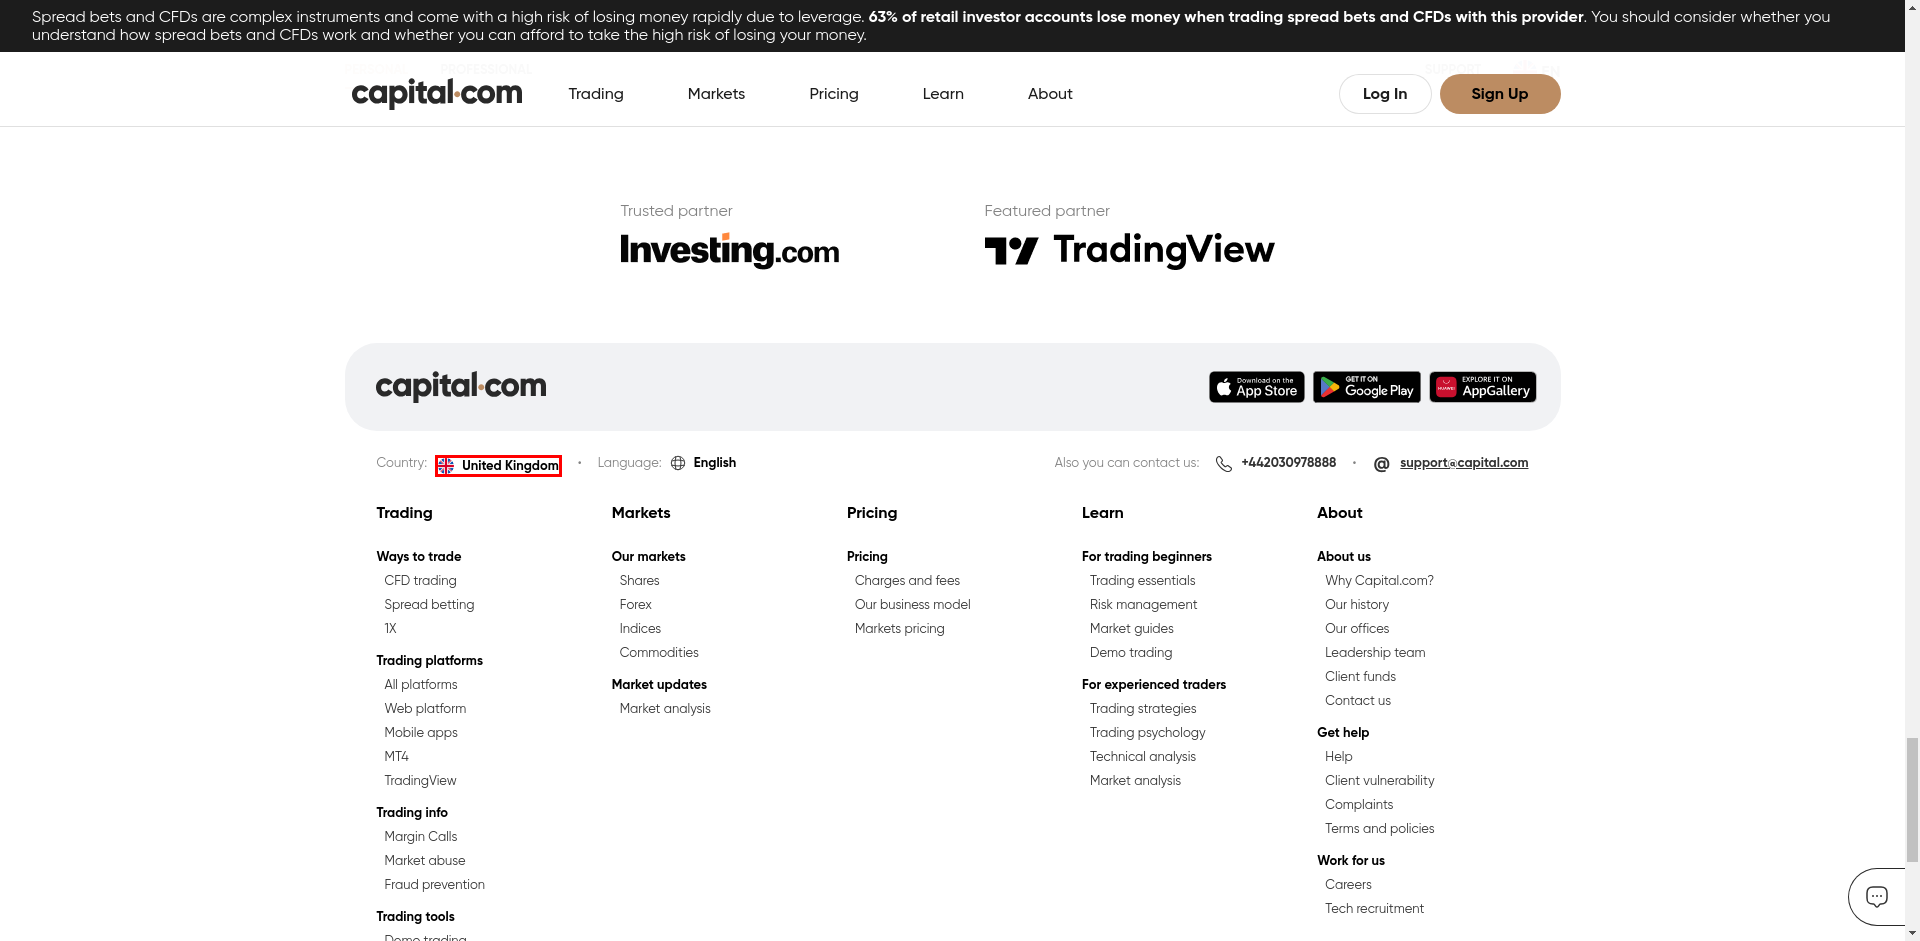 Spread bets and CFDs are complex instruments and come with a high risk of losing money rapidly due to leverage. 63% of retail investor accounts lose money when trading spread bets and CFDs with this provider. You should consider whether you
understand how spread bets and CFDs work and whether you can afford to take the high risk of losing your money.
PERSONAL PROFESSIONAL SUPPORT
capital.com Trading Markets Pricing Learn About Log In Sign Up
Trusted partner
Investing.com
Featured partner
TradingView
capital.com
Download on the
App Store
GET IT ON
Google Play
HUAWEI
EXPLORE IT ON
AppGallery
Country: United Kingdom • Language: English
Also you can contact us: +442030978888 • @ support@capital.com
Trading
Ways to trade
CFD trading
Spread betting
1X
Trading platforms
All platforms
Web platform
Mobile apps
MT4
TradingView
Trading info
Margin Calls
Market abuse
Fraud prevention
Trading tools
Demo trading
Markets
Our markets
Shares
Forex
Indices
Commodities
Market updates
Market analysis
Pricing
Pricing
Charges and fees
Our business model
Markets pricing
Learn
For trading beginners
Trading essentials
Risk management
Market guides
Demo trading
For experienced traders
Trading strategies
Trading psychology
Technical analysis
Market analysis
About
About us
Why Capital.com?
Our history
Our offices
Leadership team
Client funds
Contact us
Get help
Help
Client vulnerability
Complaints
Terms and policies
Work for us
Careers
Tech recruitment